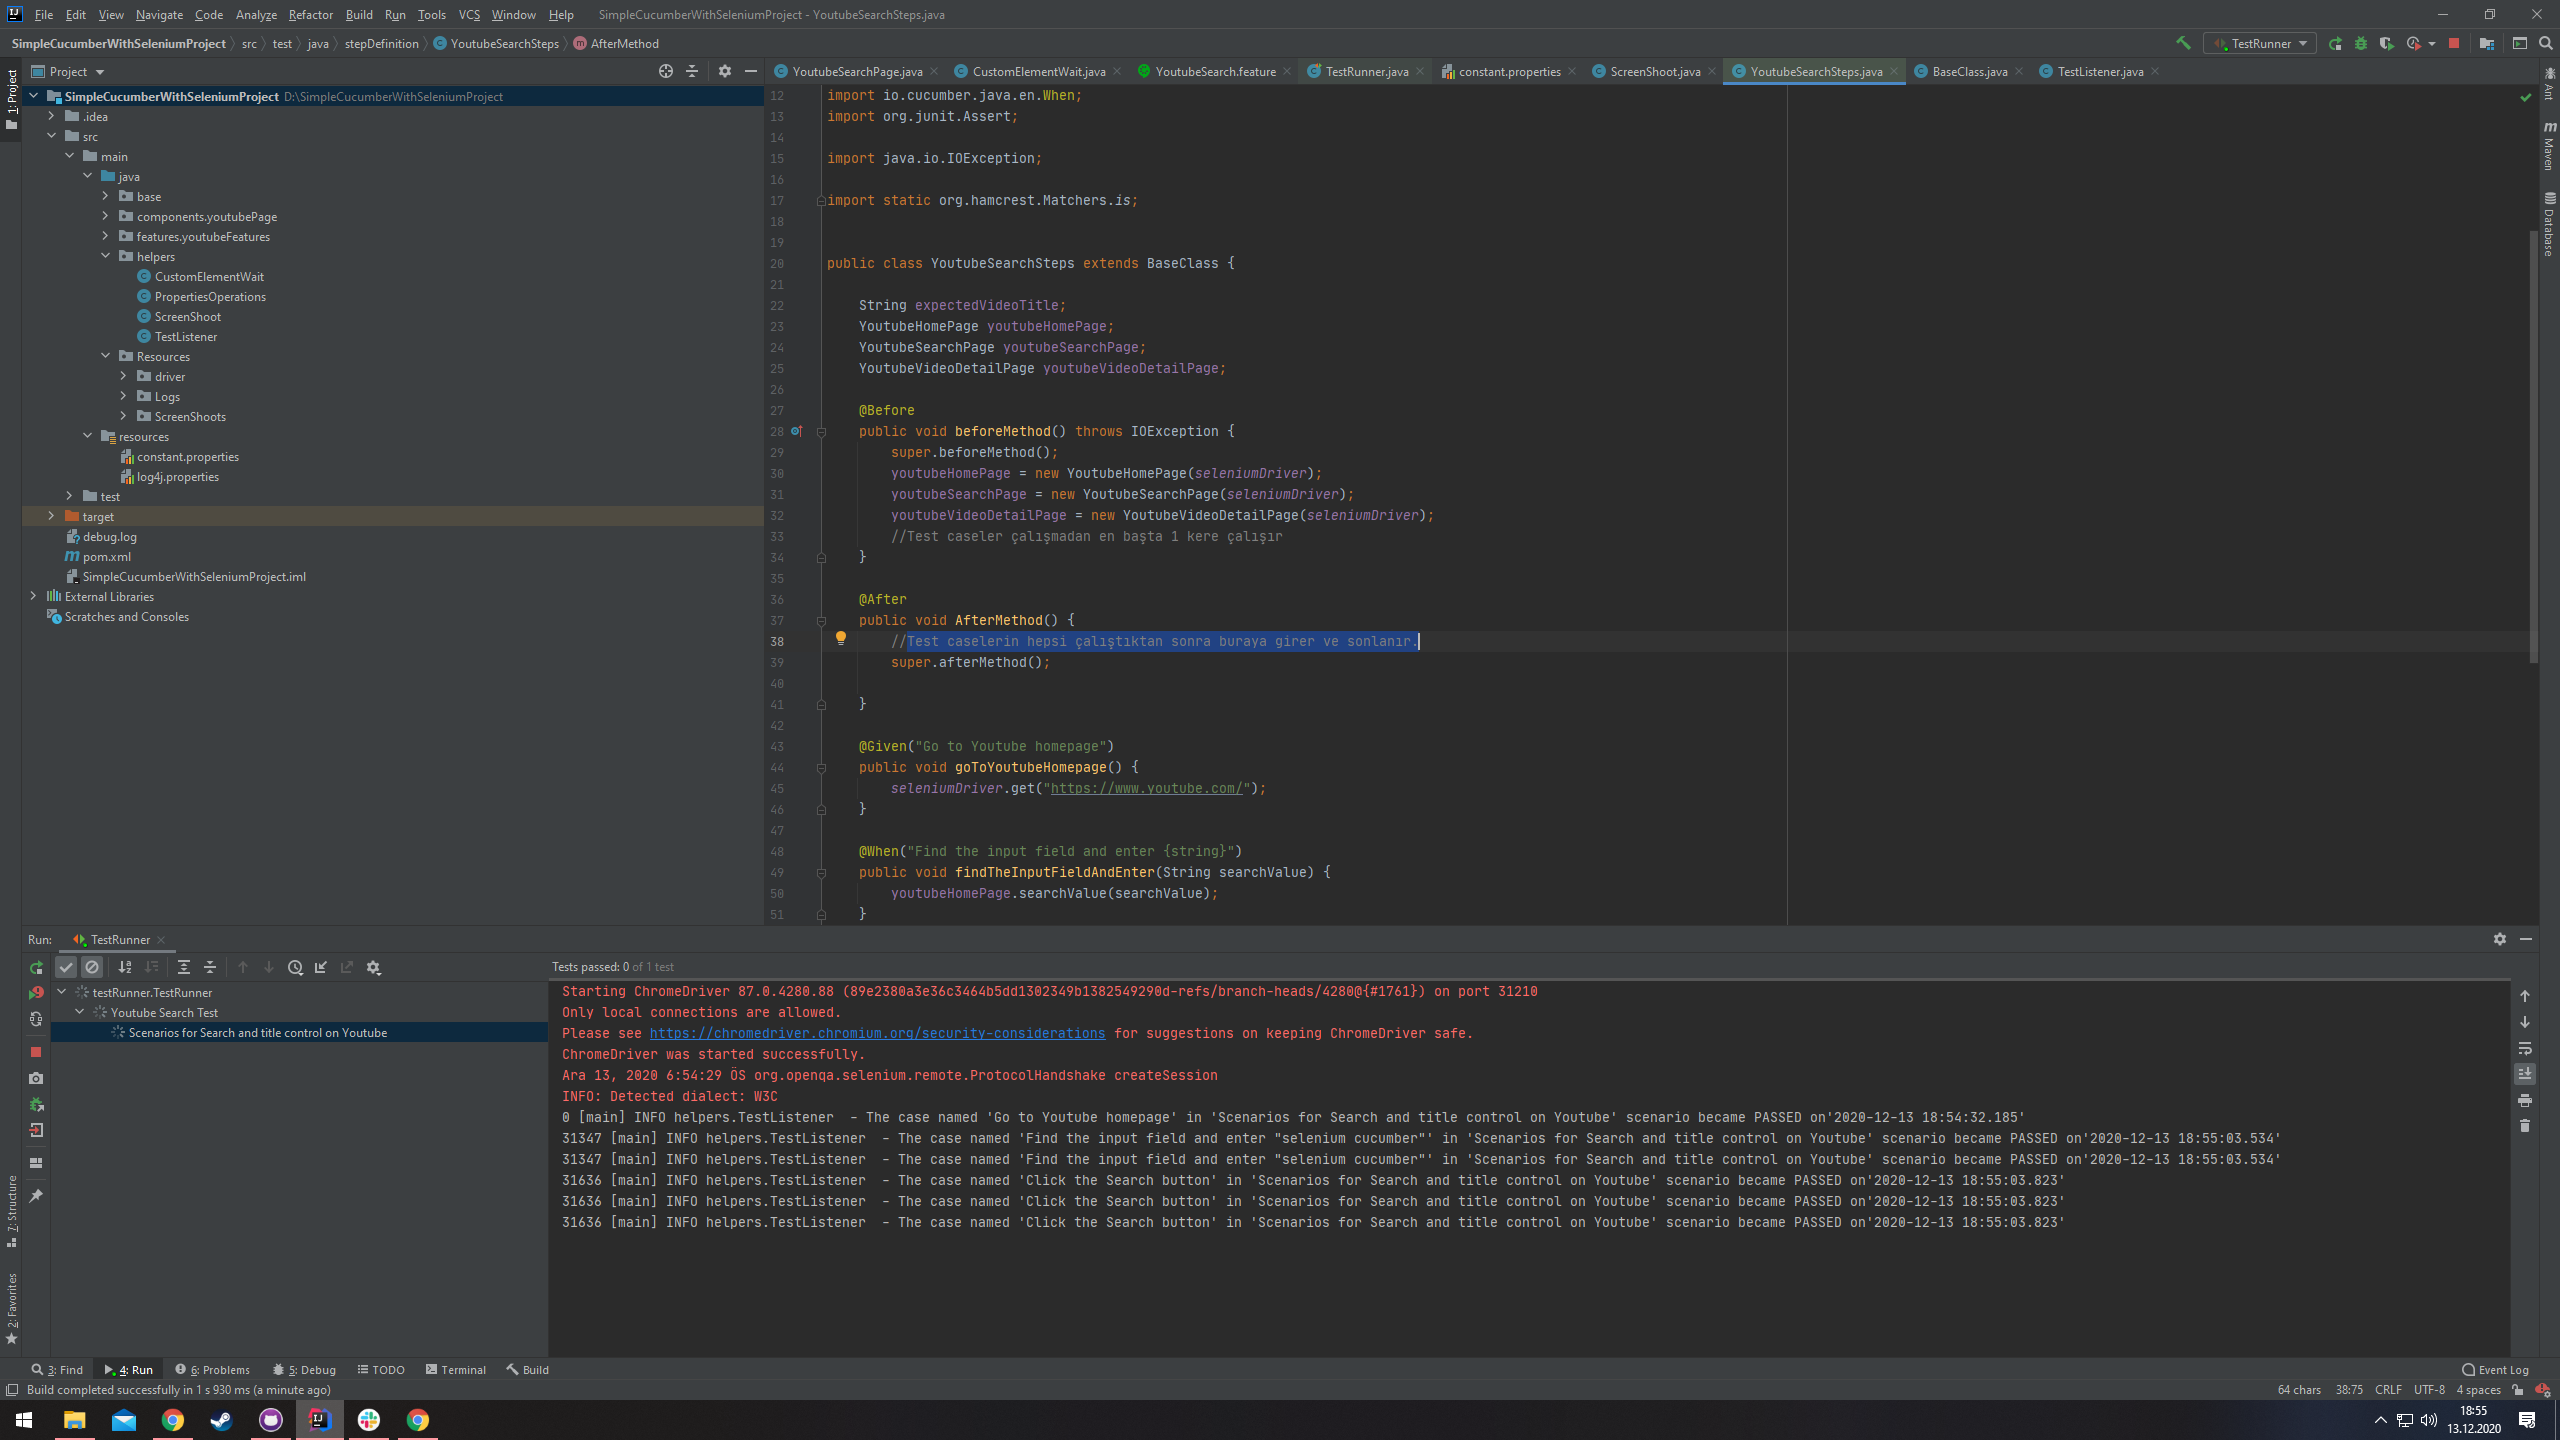 File Edit View Navigate Code Analyze Refactor Build Run Tools VCS Window Help SimpleCucumberWithSeleniumProject - YoutubeSearchSteps.java
SimpleCucumberWithSeleniumProject src test java stepDefinition YoutubeSearchSteps AfterMethod TestRunner
Project
YoutubeSearchPage.java CustomElementWait.java YoutubeSearch.feature TestRunner.java constant.properties ScreenShoot.java YoutubeSearchSteps.java BaseClass.java TestListener.java
1: Project
SimpleCucumberWithSeleniumProject D:\SimpleCucumberWithSeleniumProject
.idea
src
main
java
base
components.youtubePage
features.youtubeFeatures
helpers
CustomElementWait
PropertiesOperations
ScreenShoot
TestListener
Resources
driver
Logs
ScreenShoots
resources
constant.properties
log4j.properties
test
target
debug.log
pom.xml
SimpleCucumberWithSeleniumProject.iml
External Libraries
Scratches and Consoles
12 import io.cucumber.java.en.When;
13 import org.junit.Assert;
14
15 import java.io.IOException;
16
17 import static org.hamcrest.Matchers.is;
18
19
20 public class YoutubeSearchSteps extends BaseClass {
21
22 String expectedVideoTitle;
23 YoutubeHomePage youtubeHomePage;
24 YoutubeSearchPage youtubeSearchPage;
25 YoutubeVideoDetailPage youtubeVideoDetailPage;
26
27 @Before
28 public void beforeMethod() throws IOException {
29 super.beforeMethod();
30 youtubeHomePage = new YoutubeHomePage(seleniumDriver);
31 youtubeSearchPage = new YoutubeSearchPage(seleniumDriver);
32 youtubeVideoDetailPage = new YoutubeVideoDetailPage(seleniumDriver);
33 //Test caseler çalışmadan en başta 1 kere çalışır
34 }
35
36 @After
37 public void AfterMethod() {
38 //Test caselerin hepsi çalıştıktan sonra buraya girer ve sonlanır.
39 super.afterMethod();
40
41 }
42
43 @Given("Go to Youtube homepage")
44 public void goToYoutubeHomepage() {
45 seleniumDriver.get("https://www.youtube.com/");
46 }
47
48 @When("Find the input field and enter {string}")
49 public void findTheInputFieldAndEnter(String searchValue) {
50 youtubeHomePage.searchValue(searchValue);
51 }
Ant
Maven
Database
Run: TestRunner
Tests passed: 0 of 1 test
testRunner.TestRunner
Youtube Search Test
Scenarios for Search and title control on Youtube
Starting ChromeDriver 87.0.4280.88 (89e2380a3e36c3464b5dd1302349b1382549290d-refs/branch-heads/4280@{#1761}) on port 31210
Only local connections are allowed.
Please see https://chromedriver.chromium.org/security-considerations for suggestions on keeping ChromeDriver safe.
ChromeDriver was started successfully.
Ara 13, 2020 6:54:29 ÖS org.openqa.selenium.remote.ProtocolHandshake createSession
INFO: Detected dialect: W3C
0 [main] INFO helpers.TestListener - The case named 'Go to Youtube homepage' in 'Scenarios for Search and title control on Youtube' scenario became PASSED on'2020-12-13 18:54:32.185'
31347 [main] INFO helpers.TestListener - The case named 'Find the input field and enter "selenium cucumber"' in 'Scenarios for Search and title control on Youtube' scenario became PASSED on'2020-12-13 18:55:03.534'
31347 [main] INFO helpers.TestListener - The case named 'Find the input field and enter "selenium cucumber"' in 'Scenarios for Search and title control on Youtube' scenario became PASSED on'2020-12-13 18:55:03.534'
31636 [main] INFO helpers.TestListener - The case named 'Click the Search button' in 'Scenarios for Search and title control on Youtube' scenario became PASSED on'2020-12-13 18:55:03.823'
31636 [main] INFO helpers.TestListener - The case named 'Click the Search button' in 'Scenarios for Search and title control on Youtube' scenario became PASSED on'2020-12-13 18:55:03.823'
31636 [main] INFO helpers.TestListener - The case named 'Click the Search button' in 'Scenarios for Search and title control on Youtube' scenario became PASSED on'2020-12-13 18:55:03.823'
7: Structure
2: Favorites
3: Find 4: Run 6: Problems 5: Debug TODO Terminal Build Event Log
Build completed successfully in 1 s 930 ms (a minute ago) 64 chars 38:75 CRLF UTF-8 4 spaces
18:55
13.12.2020